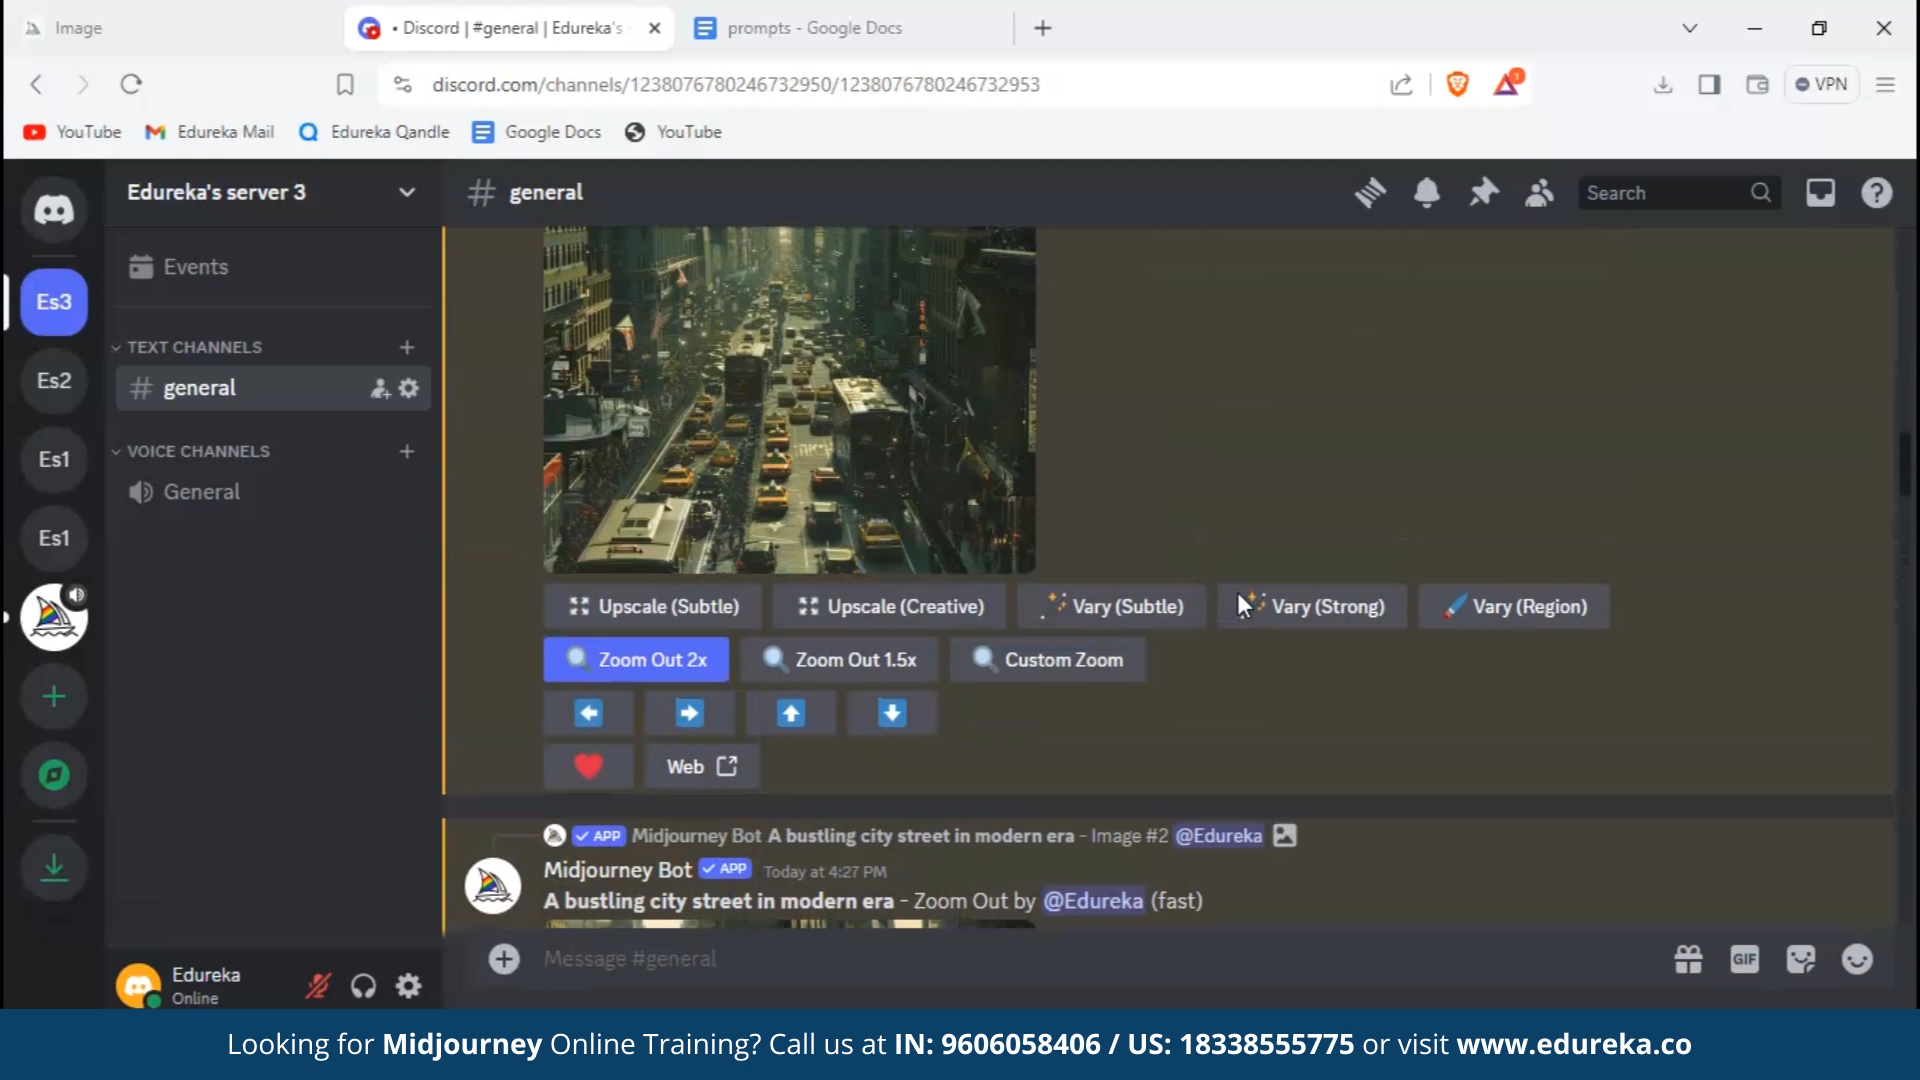 Image
• Discord | #general | Edureka's
prompts - Google Docs
discord.com/channels/1238076780246732950/1238076780246732953
1
VPN
YouTube
Edureka Mail
Edureka Qandle
Google Docs
YouTube
Edureka's server 3
general
Search
Events
Es3
TEXT CHANNELS
general
Es2
VOICE CHANNELS
Es1
General
Es1
Upscale (Subtle)
Upscale (Creative)
Vary (Subtle)
Vary (Strong)
Vary (Region)
Zoom Out 2x
Zoom Out 1.5x
Custom Zoom
Web
APP Midjourney Bot A bustling city street in modern era - Image #2 @Edureka
Midjourney Bot APP Today at 4:27 PM
A bustling city street in modern era - Zoom Out by @Edureka (fast)
Message #general
GIF
Edureka
Online
Looking for Midjourney Online Training? Call us at IN: 9606058406 / US: 18338555775 or visit www.edureka.co